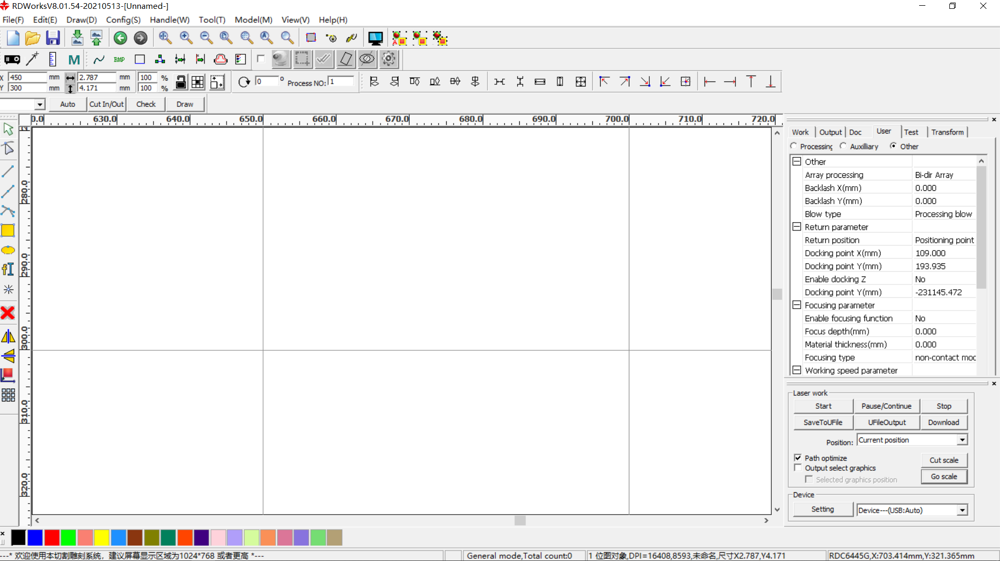 RDWorksV8.01.54-20210513-[Unnamed-]
File(F) Edit(E) Draw(D) Config(S) Handle(W) Tool(T) Model(M) View(V) Help(H)
A
M BMP
X 450 mm 2.787 mm 100 %
Y 300 mm 4.171 mm 100 %
0 ° Process NO: 1
Auto Cut In/Out Check Draw
0.0 630.0 640.0 650.0 660.0 670.0 680.0 690.0 700.0 710.0 720.0
280.0
290.0
300.0
310.0
320.0
Work Output Doc User Test Transform
Processing Auxilliary Other
Other
Array processing Bi-dir Array
Backlash X(mm) 0.000
Backlash Y(mm) 0.000
Blow type Processing blow
Return parameter
Return position Positioning point
Docking point X(mm) 109.000
Docking point Y(mm) 193.935
Enable docking Z No
Docking point Y(mm) -231145.472
Focusing parameter
Enable focusing function No
Focus depth(mm) 0.000
Material thickness(mm) 0.000
Focusing type non-contact moc
Working speed parameter
Laser work
Start Pause/Continue Stop
SaveToUFile UFileOutput Download
Position: Current position
Path optimize
Output select graphics
Selected graphics position
Cut scale
Go scale
Device
Setting Device---(USB:Auto)
---* 欢迎使用本切割雕刻系统，建议屏幕显示区域为1024*768 或者更高 *---
General mode,Total count:0
1 位图对象,DPI=16408,8593,未命名,尺寸X2.787,Y4.171
RDC6445G,X:703.414mm,Y:321.365mm